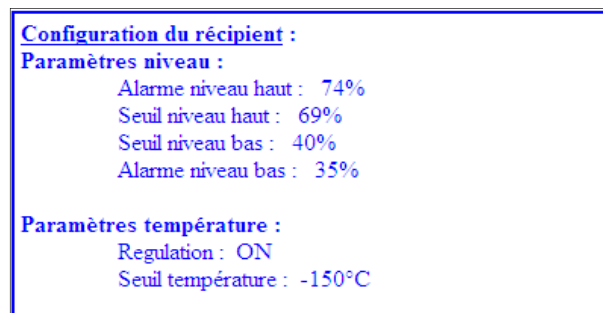 Configuration du récipient :
Paramètres niveau :
Alarme niveau haut : 74%
Seuil niveau haut : 69%
Seuil niveau bas : 40%
Alarme niveau bas : 35%
Paramètres température :
Regulation : ON
Seuil température : -150°C